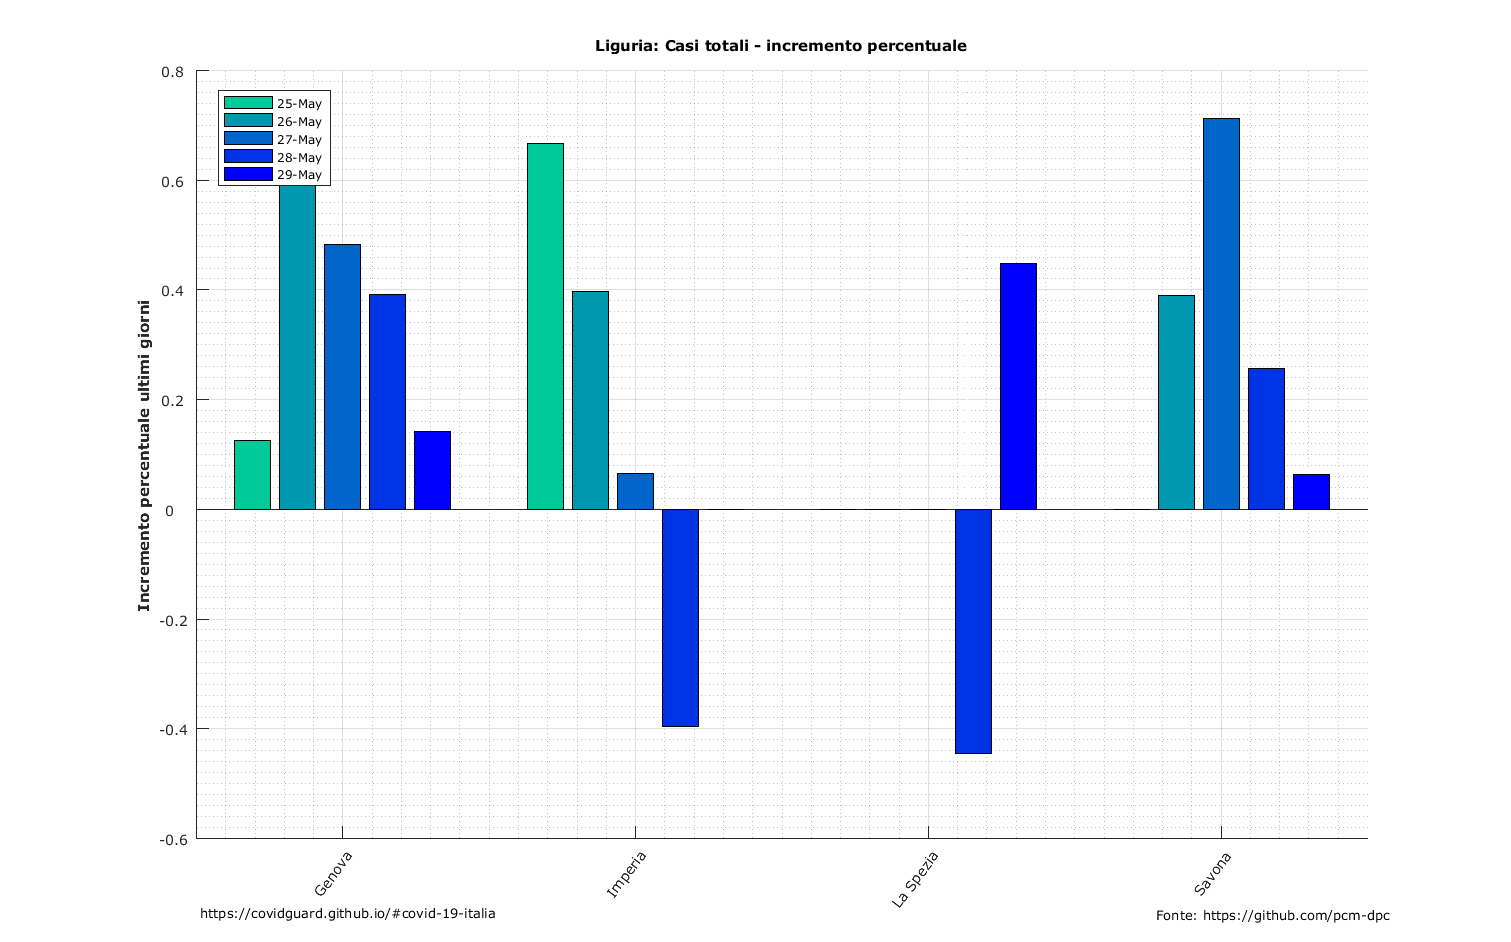 Liguria: Casi totali - incremento percentuale
0.8
0.6
0.4
0.2
0
-0.2
-0.4
-0.6
Incremento percentuale ultimi giorni
25-May
26-May
27-May
28-May
29-May
Genova
Imperia
La Spezia
Savona
https://covidguard.github.io/#covid-19-italia
Fonte: https://github.com/pcm-dpc